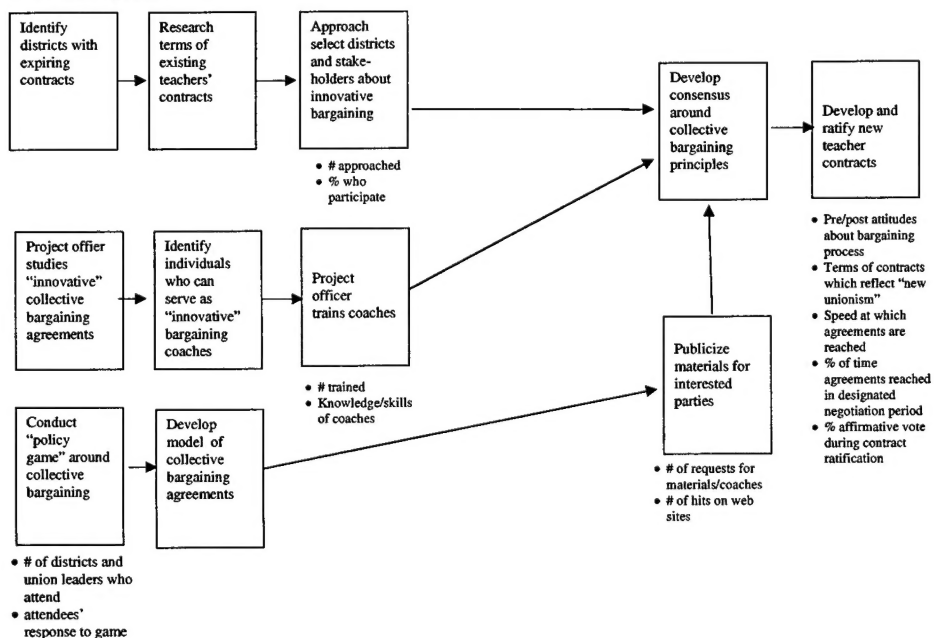 Identify
districts with
expiring
contracts
Research
terms of
existing
teachers'
contracts
Approach
select districts
and stake-
holders about
innovative
bargaining
• # approached
• % who
participate
Develop
consensus
around
collective
bargaining
principles
Develop and
ratify new
teacher
contracts
• Pre/post attitudes
about bargaining
process
• Terms of contracts
which reflect “new
unionism”
• Speed at which
agreements are
reached
• % of time
agreements reached
in designated
negotiation period
• % affirmative vote
during contract
ratification
Project offier
studies
“innovative”
collective
bargaining
agreements
Identify
individuals
who can
serve as
“innovative”
bargaining
coaches
Project
officer
trains coaches
• # trained
• Knowledge/skills
of coaches
Publicize
materials for
interested
parties
• # of requests for
materials/coaches
• # of hits on web
sites
Conduct
“policy
game” around
collective
bargaining
• # of districts and
union leaders who
attend
• attendees'
response to game
Develop
model of
collective
bargaining
agreements